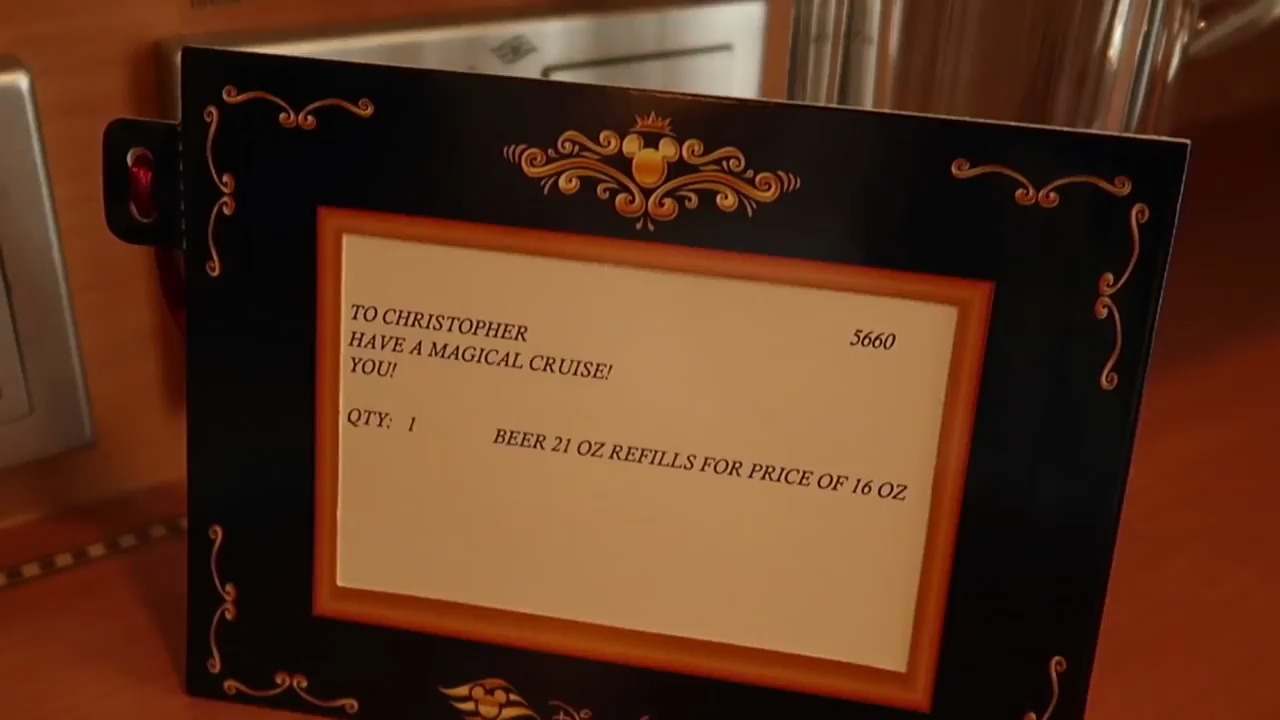 TO CHRISTOPHER 5660
HAVE A MAGICAL CRUISE!
YOU!
QTY: 1 BEER 21 OZ REFILLS FOR PRICE OF 16 OZ